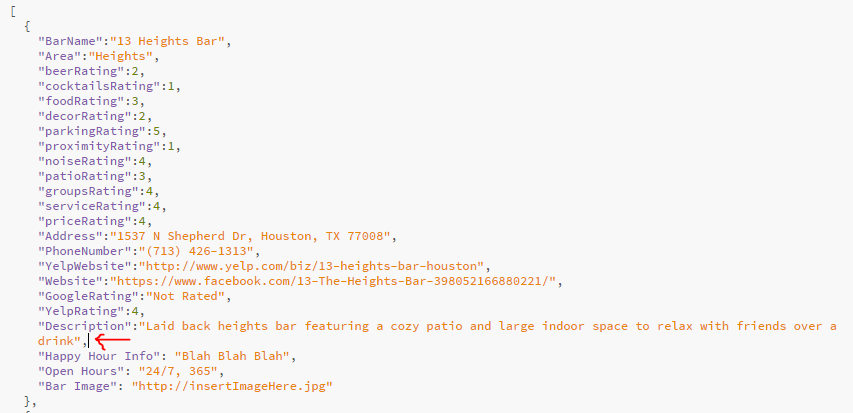 [
{
"BarName":"13 Heights Bar",
"Area":"Heights",
"beerRating":2,
"cocktailsRating":1,
"foodRating":3,
"decorRating":2,
"parkingRating":5,
"proximityRating":1,
"noiseRating":4,
"patioRating":3,
"groupsRating":4,
"serviceRating":4,
"priceRating":4,
"Address":"1537 N Shepherd Dr, Houston, TX 77008",
"PhoneNumber":"(713) 426-1313",
"YelpWebsite":"http://www.yelp.com/biz/13-heights-bar-houston",
"Website":"https://www.facebook.com/13-The-Heights-Bar-398052166880221/",
"GoogleRating":"Not Rated",
"YelpRating":4,
"Description":"Laid back heights bar featuring a cozy patio and large indoor space to relax with friends over a
drink",
"Happy Hour Info": "Blah Blah Blah",
"Open Hours": "24/7, 365",
"Bar Image": "http://insertImageHere.jpg"
},